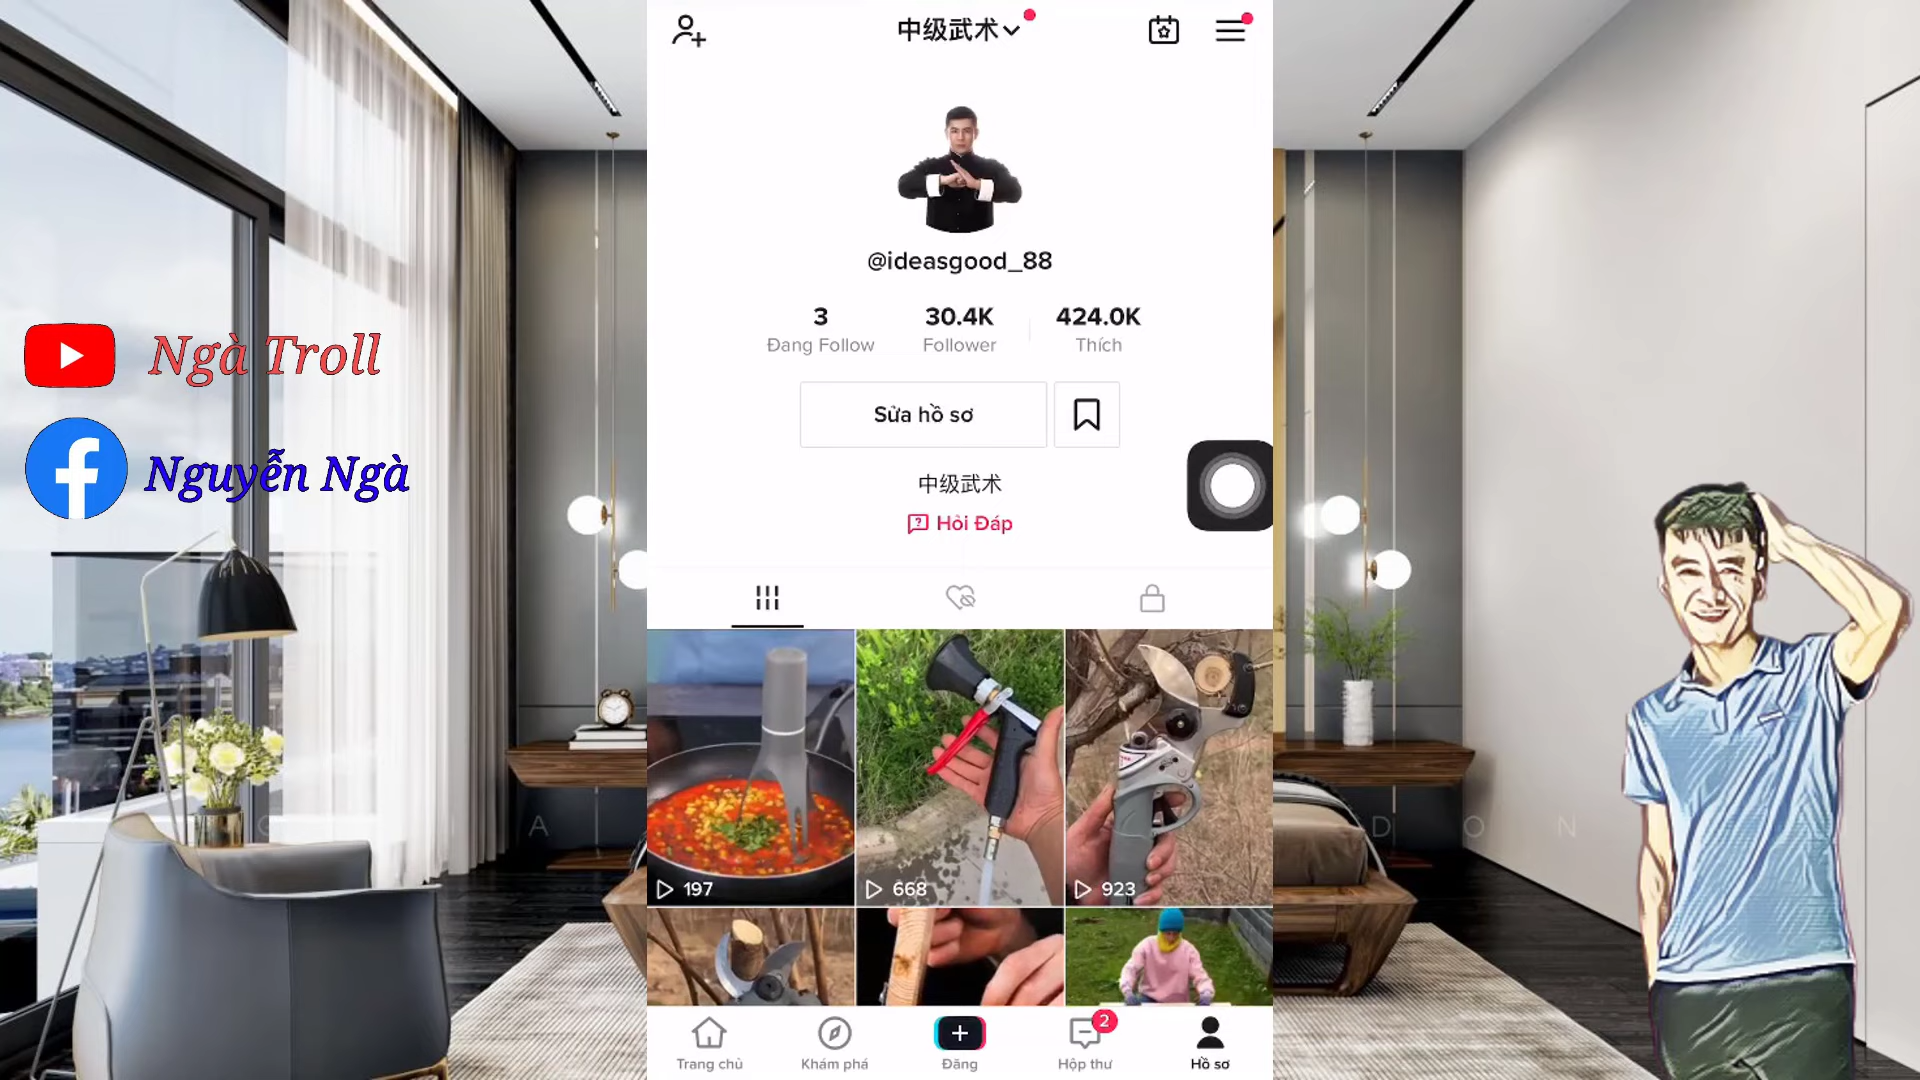 中级武术
@ideasgood_88
3
30.4K
424.0K
Đang Follow
Follower
Thích
Sửa hồ sơ
中级武术
Hỏi Đáp
Ngà Troll
Nguyễn Ngà
197
668
923
Trang chủ
Khám phá
Đăng
2
Hộp thư
Hồ sơ